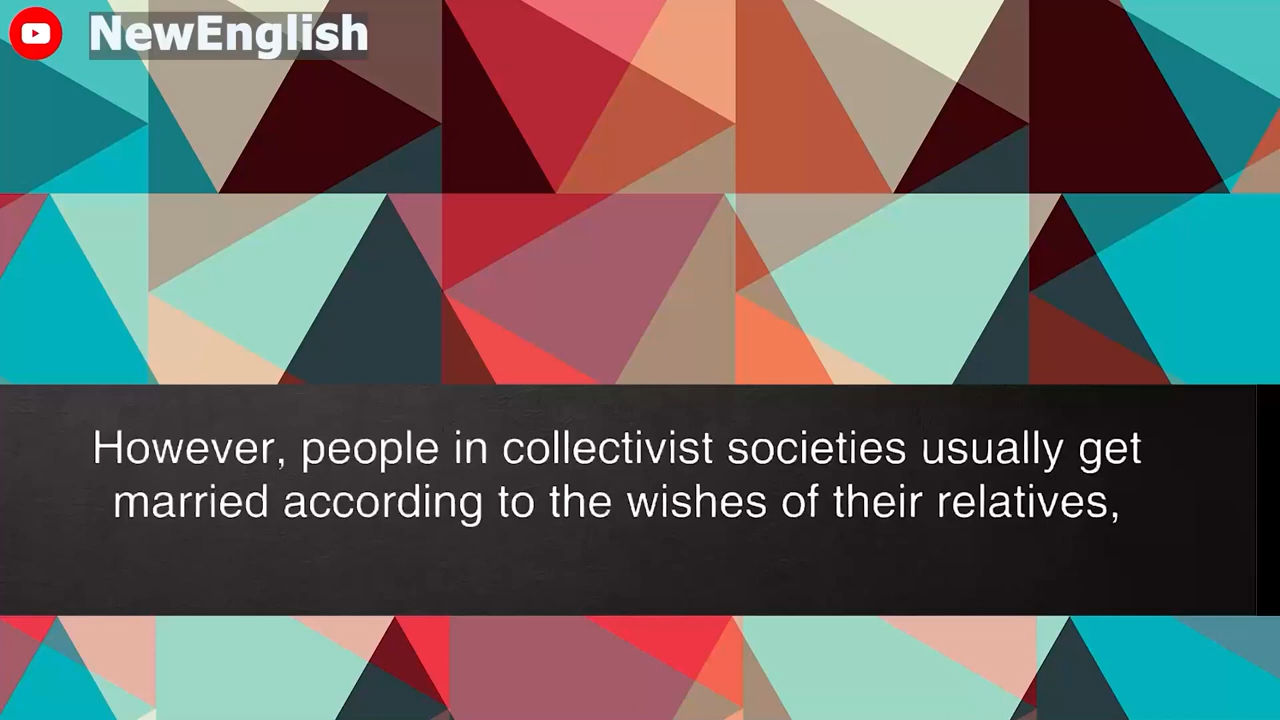 NewEnglish
However, people in collectivist societies usually get
married according to the wishes of their relatives,